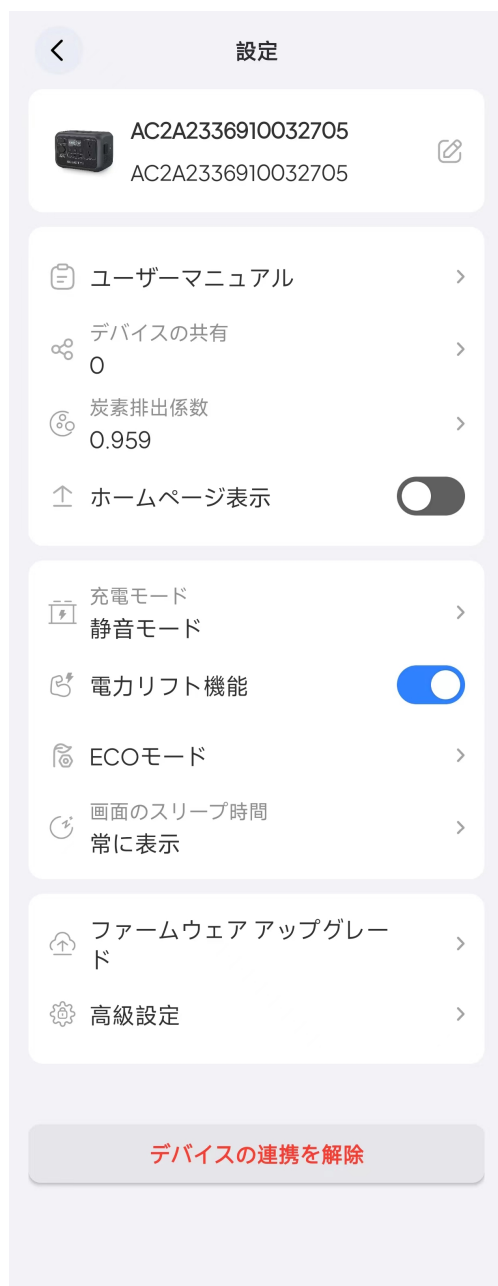 設定
AC2A2336910032705
AC2A2336910032705
ユーザーマニュアル
デバイスの共有
0
炭素排出係数
0.959
ホームページ表示
充電モード
静音モード
電力リフト機能
ECOモード
画面のスリープ時間
常に表示
ファームウェア アップグレー
ド
高級設定
デバイスの連携を解除